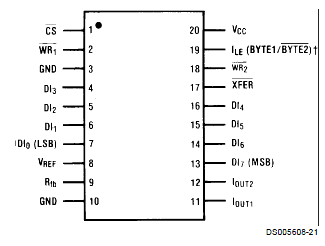 CS 1 20 VCC
WR1 2 19 ILE (BYTE1/BYTE2) †
GND 3 18 WR2
DI3 4 17 XFER
DI2 5 16 DI4
DI1 6 15 DI5
DI0 (LSB) 7 14 DI6
VREF 8 13 DI7 (MSB)
Rfb 9 12 IOUT2
GND 10 11 IOUT1
DS005608-21